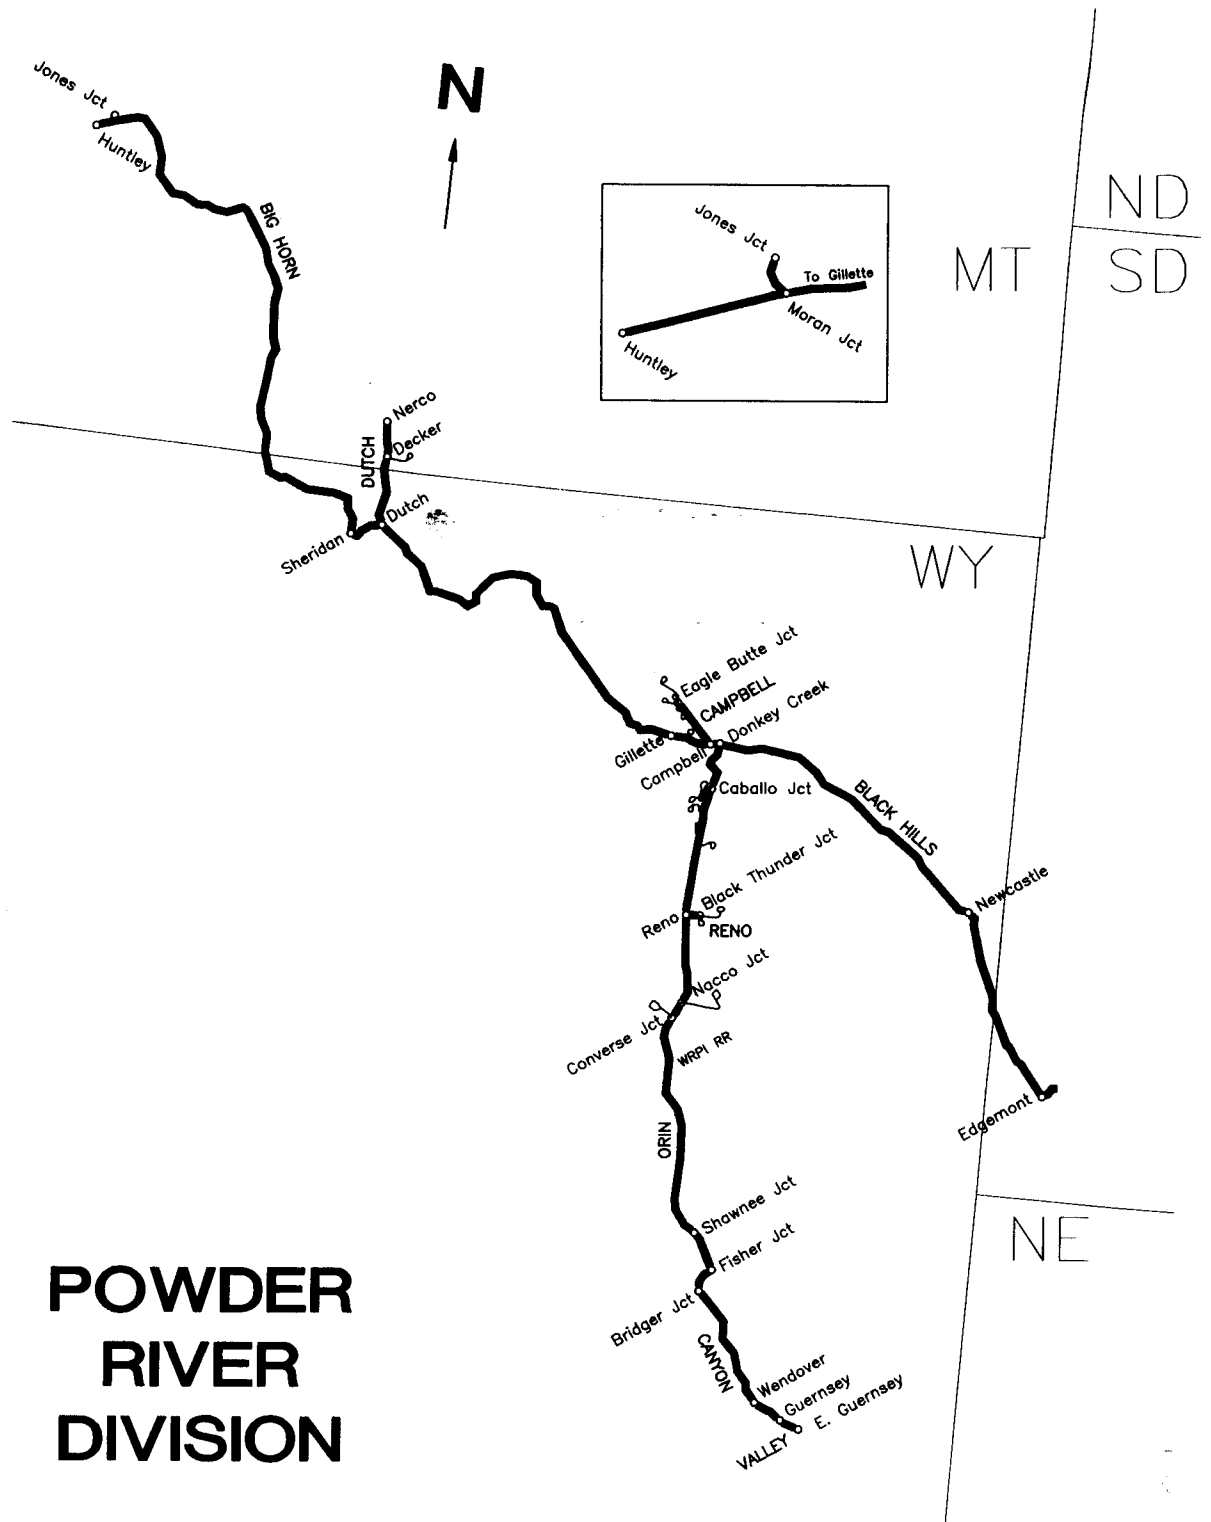 Jones Jct
Huntley
N
BIG HORN
Jones Jct
To Gillette
Moran Jct
Huntley
ND
MT
SD
Nerco
Decker
DUTCH
Dutch
Sheridan
WY
Eagle Butte Jct
CAMPBELL
Donkey Creek
Gillette
Campbell
Caballo Jct
BLACK HILLS
Black Thunder Jct
Newcastle
Reno
RENO
Nacco Jct
Converse Jct
WRPI RR
Edgemont
ORIN
Shawnee Jct
NE
Fisher Jct
Bridger Jct
CANYON
Wendover
Guernsey
E. Guernsey
VALLEY
POWDER
RIVER
DIVISION